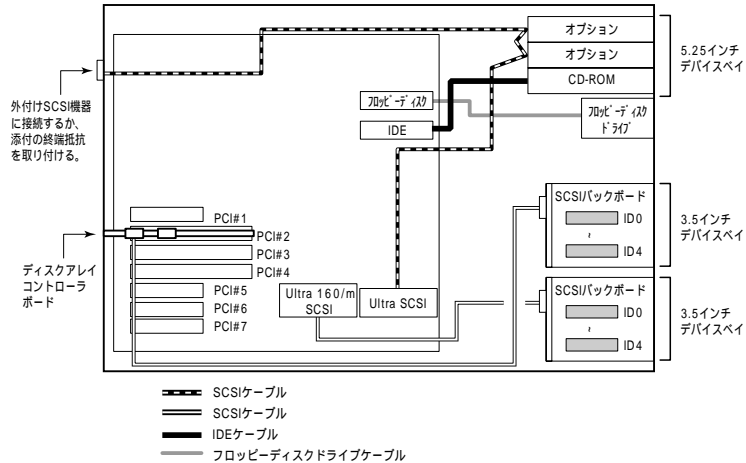 オプション
オプション
CD-ROM
5.25インチ
デバイスベイ
外付けSCSI機器
に接続するか、
添付の終端抵抗
を取り付ける。
ﾌﾛｯﾋﾟｰﾃﾞｨｽｸ
ﾌﾛｯﾋﾟｰﾃﾞｨｽｸ
ﾄﾞﾗｲﾌﾞ
IDE
SCSIバックボード
ID0
~
ID4
3.5インチ
デバイスベイ
PCI#1
PCI#2
PCI#3
PCI#4
PCI#5
PCI#6
PCI#7
ディスクアレイ
コントローラ
ボード
Ultra 160/m
SCSI
Ultra SCSI
SCSIバックボード
ID0
~
ID4
3.5インチ
デバイスベイ
SCSIケーブル
SCSIケーブル
IDEケーブル
フロッピーディスクドライブケーブル